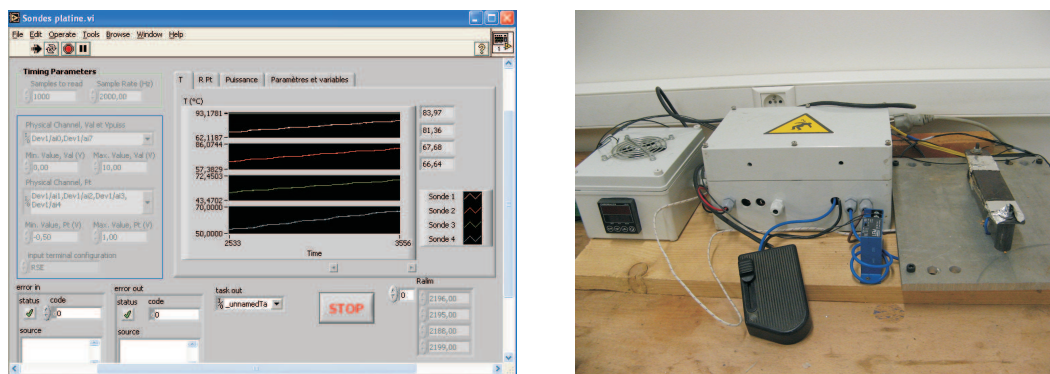 Sondes platine.vi
File Edit Operate Tools Browse Window Help
1
Timing Parameters
Samples to read Sample Rate (Hz)
1000 2000,00
Physical Channel, Val et Vpuiss
Dev1/ai0,Dev1/ai7
Min. Value, Val (V) Max. Value, Val (V)
0,00 10,00
Physical Channel, Pt
Dev1/ai1,Dev1/ai2,Dev1/ai3,
Dev1/ai4
Min. Value, Pt (V) Max. Value, Pt (V)
-0,50 1,00
Input terminal configuration
RSE
T R Pt Puissance Paramètres et variables
T (°C)
93,1781
62,1187
86,0744
57,3829
72,4503
43,4702
70,0000
50,0000
2533 3556
Time
83,97
81,36
67,68
66,64
Sonde 1
Sonde 2
Sonde 3
Sonde 4
error in
status code
0
source
error out
status code
0
source
task out
_unnamedTa
STOP
Ralim
0
2196,00
2195,00
2188,00
2199,00